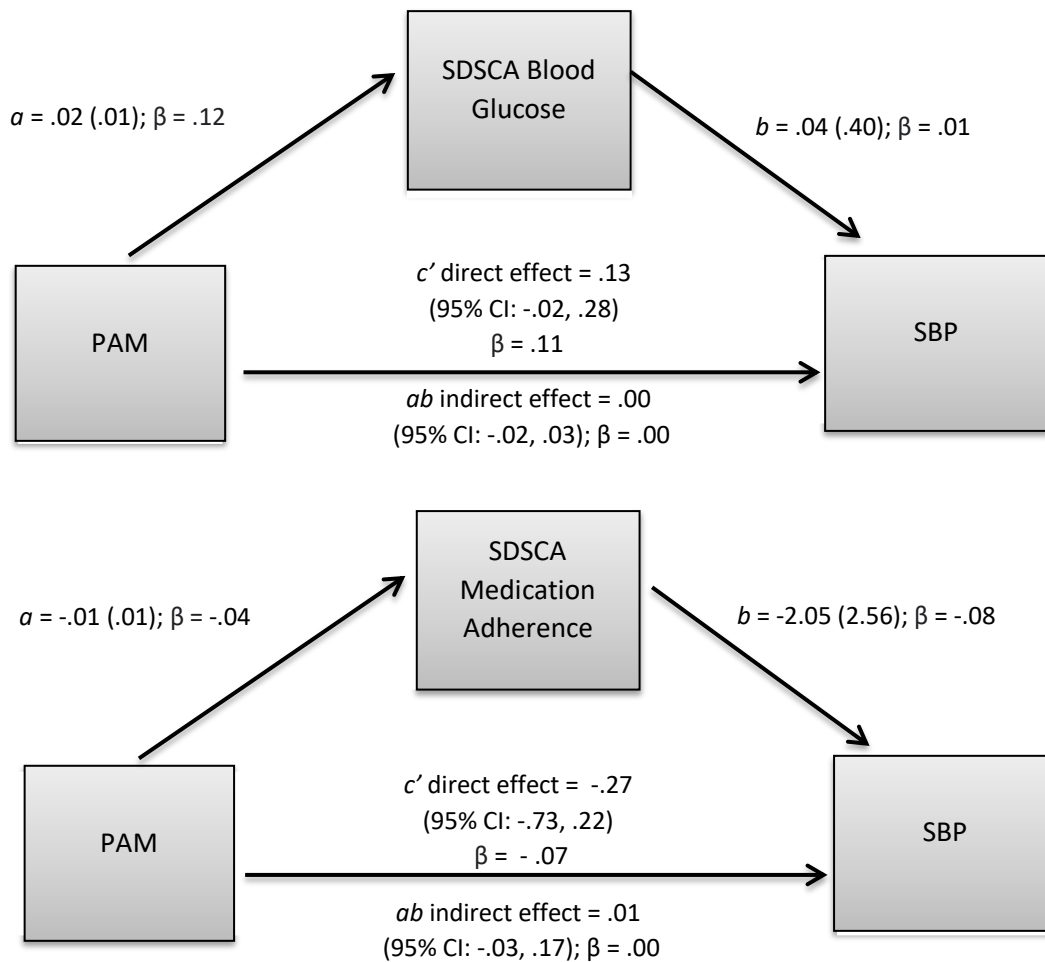 SDSCA Blood
Glucose
a = .02 (.01); β = .12
b = .04 (.40); β = .01
c’ direct effect = .13
(95% CI: -.02, .28)
β = .11
PAM
SBP
ab indirect effect = .00
(95% CI: -.02, .03); β = .00
SDSCA
Medication
Adherence
a = -.01 (.01); β = -.04
b = -2.05 (2.56); β = -.08
c’ direct effect = -.27
(95% CI: -.73, .22)
β = - .07
PAM
SBP
ab indirect effect = .01
(95% CI: -.03, .17); β = .00